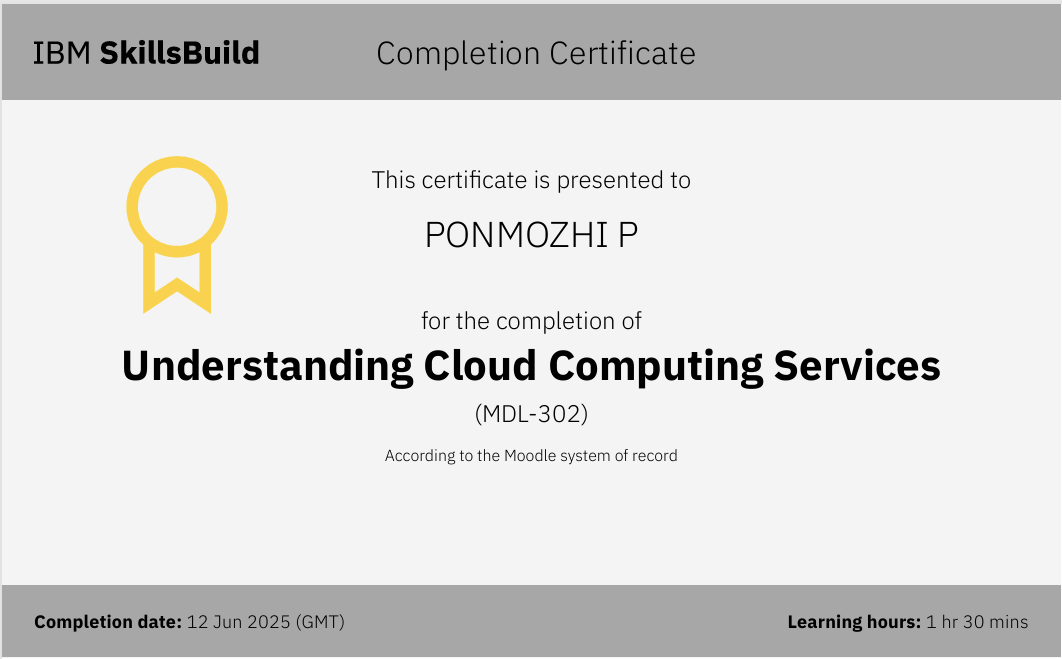 IBM SkillsBuild
Completion Certificate
This certificate is presented to
PONMOZHI P
for the completion of
Understanding Cloud Computing Services
(MDL-302)
According to the Moodle system of record
Completion date: 12 Jun 2025 (GMT)
Learning hours: 1 hr 30 mins